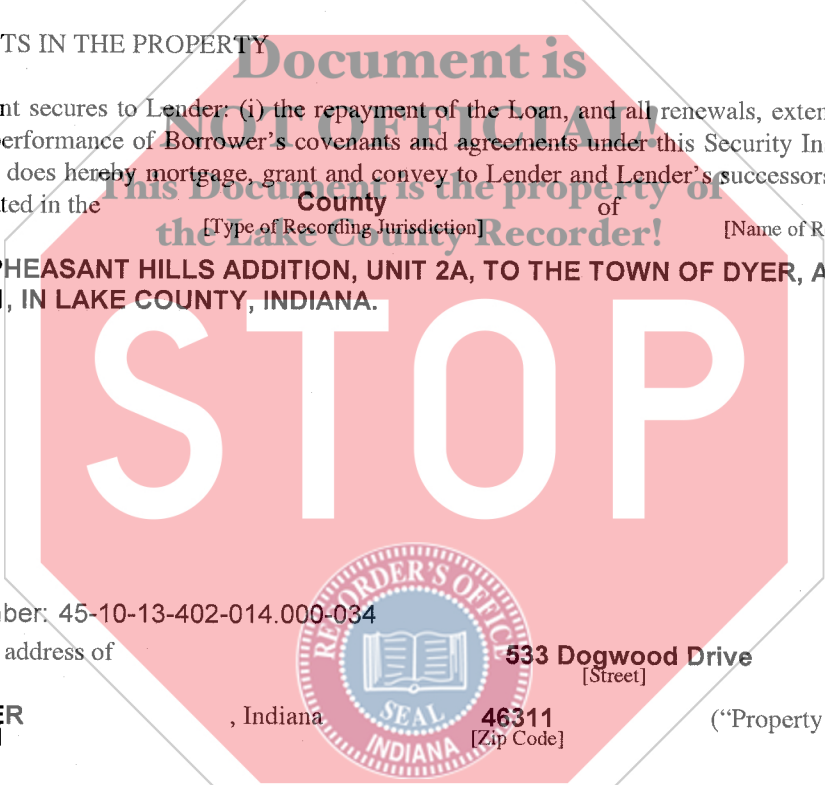 TS IN THE PROPERTY
Document is
nt secures to Lender: (i) the repayment of the Loan, and all renewals, exten
NOT OFFICIAL!
erformance of Borrower's covenants and agreements under this Security In
does hereby mortgage, grant and convey to Lender and Lender's successors
This Document is the property of
ted in the County of
the Lake County Recorder!
[Type of Recording Jurisdiction] [Name of R
PHEASANT HILLS ADDITION, UNIT 2A, TO THE TOWN OF DYER, A
, IN LAKE COUNTY, INDIANA.
STOP
ber: 45-10-13-402-014.000-034
address of 533 Dogwood Drive
[Street]
ER , Indiana 46311 ("Property
[Zip Code]
RECORDER'S OFFICE
SEAL
INDIANA